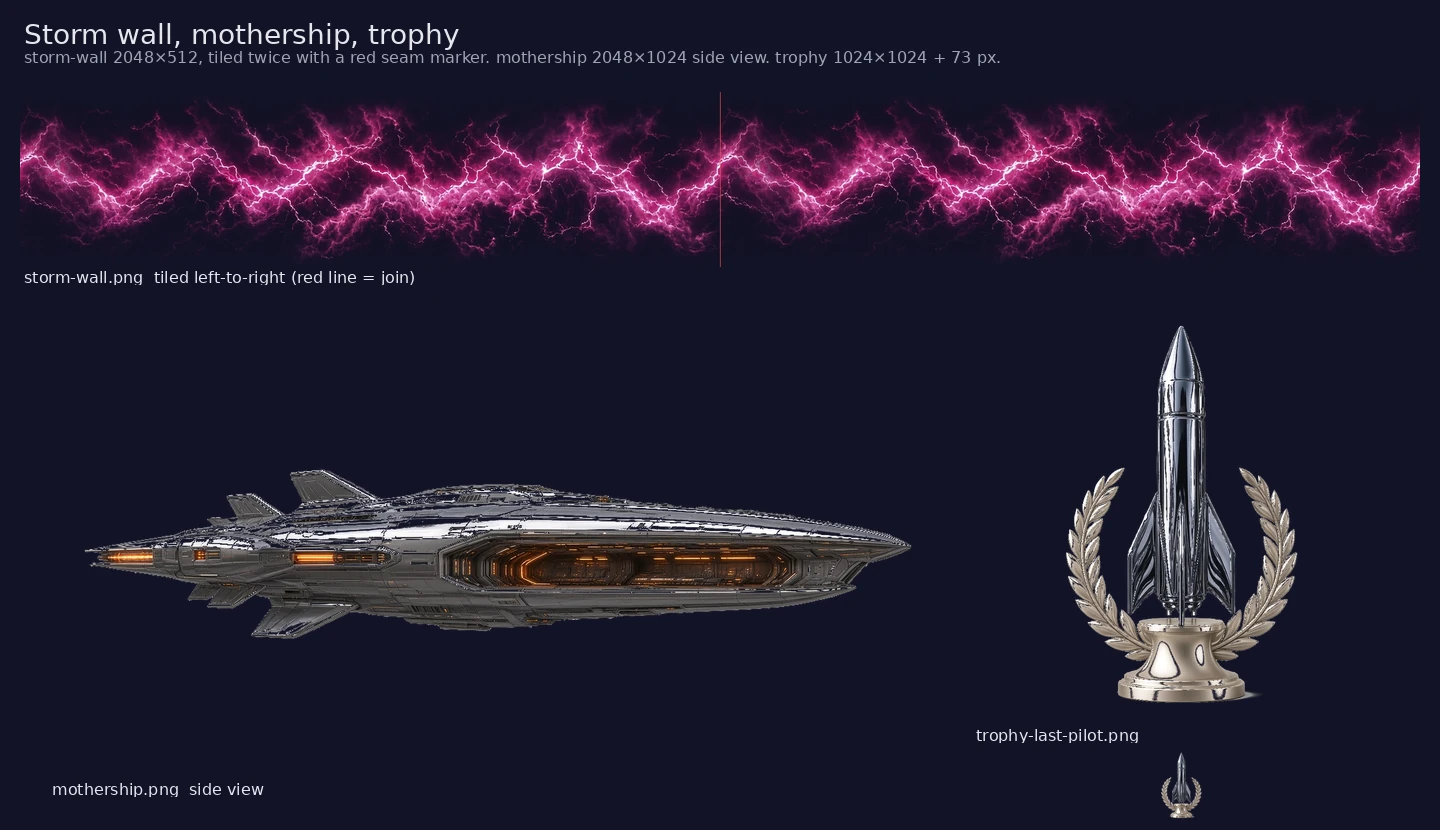 Storm wall, mothership, trophy
storm-wall 2048×512, tiled twice with a red seam marker. mothership 2048×1024 side view. trophy 1024×1024 + 73 px.
storm-wall.png  tiled left-to-right (red line = join)
trophy-last-pilot.png
mothership.png  side view